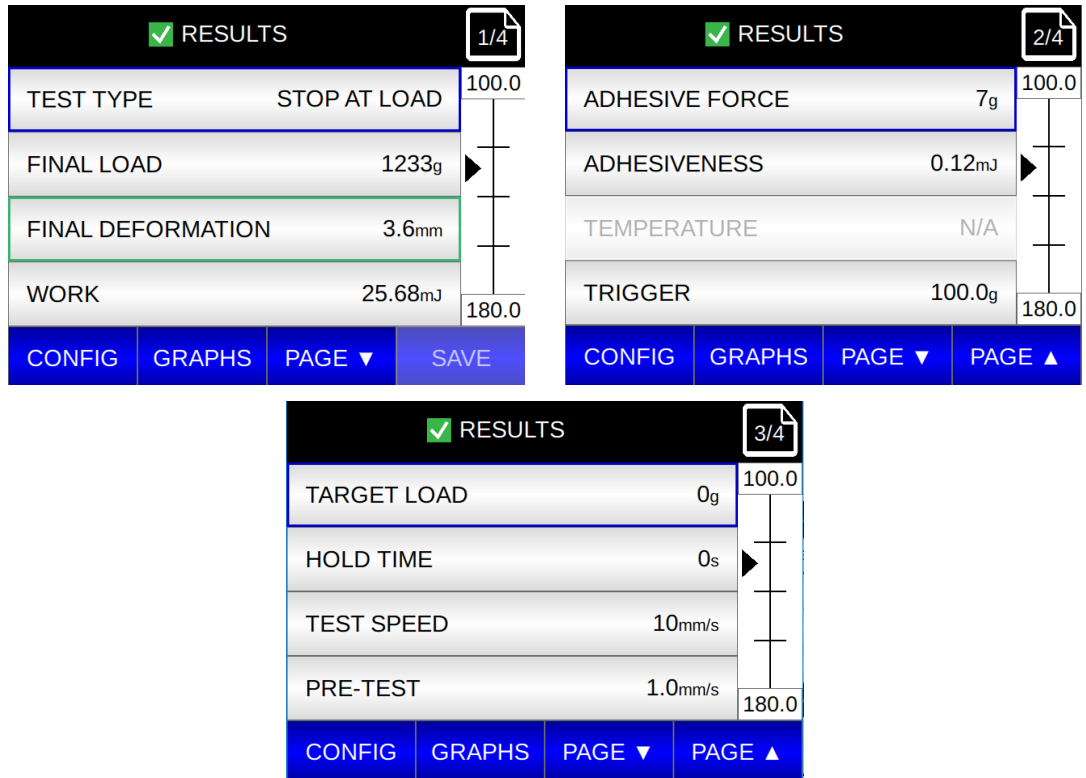 ✅ RESULTS 1/4
TEST TYPE STOP AT LOAD
100.0
FINAL LOAD 1233g
FINAL DEFORMATION 3.6mm
WORK 25.68mJ
180.0
CONFIG GRAPHS PAGE ▼ SAVE
✅ RESULTS 2/4
ADHESIVE FORCE 7g
100.0
ADHESIVENESS 0.12mJ
TEMPERATURE N/A
TRIGGER 100.0g
180.0
CONFIG GRAPHS PAGE ▼ PAGE ▲
✅ RESULTS 3/4
TARGET LOAD 0g
100.0
HOLD TIME 0s
TEST SPEED 10mm/s
PRE-TEST 1.0mm/s
180.0
CONFIG GRAPHS PAGE ▼ PAGE ▲